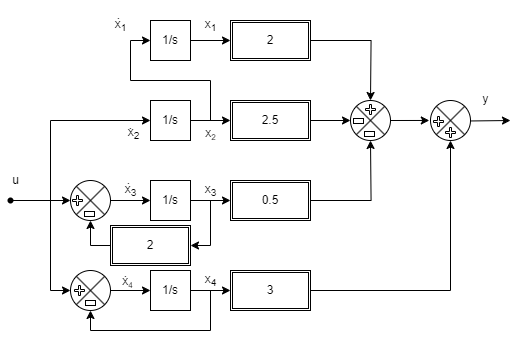 ẋ₁ 1/s x₁ 2
ẋ₂ 1/s x₂ 2.5 y
u ẋ₃ 1/s x₃ 0.5
2
ẋ₄ 1/s x₄ 3